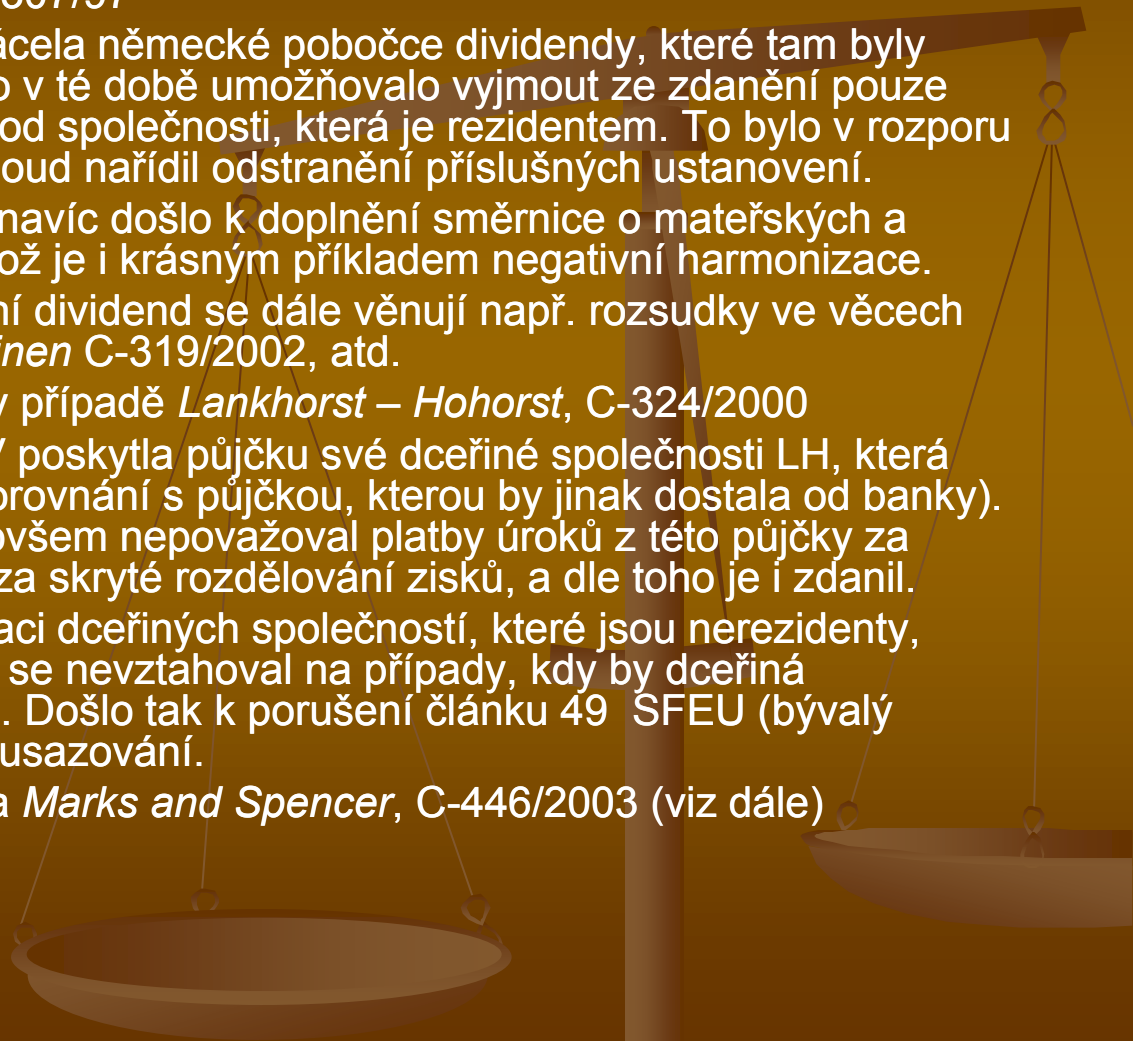 ácela německé pobočce dividendy, které tam byly
o v té době umožňovalo vyjmout ze zdanění pouze
od společnosti, která je rezidentem. To bylo v rozporu
oud nařídil odstranění příslušných ustanovení.
navíc došlo k doplnění směrnice o mateřských a
ož je i krásným příkladem negativní harmonizace.
ní dividend se dále věnují např. rozsudky ve věcech
inen C-319/2002, atd.
v případě Lankhorst – Hohorst, C-324/2000
V poskytla půjčku své dceřiné společnosti LH, která
orovnání s půjčkou, kterou by jinak dostala od banky).
ovšem nepovažoval platby úroků z této půjčky za
za skryté rozdělování zisků, a dle toho je i zdanil.
aci dceřiných společností, které jsou nerezidenty,
se nevztahoval na případy, kdy by dceřiná
. Došlo tak k porušení článku 49 SFEU (bývalý
usazování.
a Marks and Spencer, C-446/2003 (viz dále)